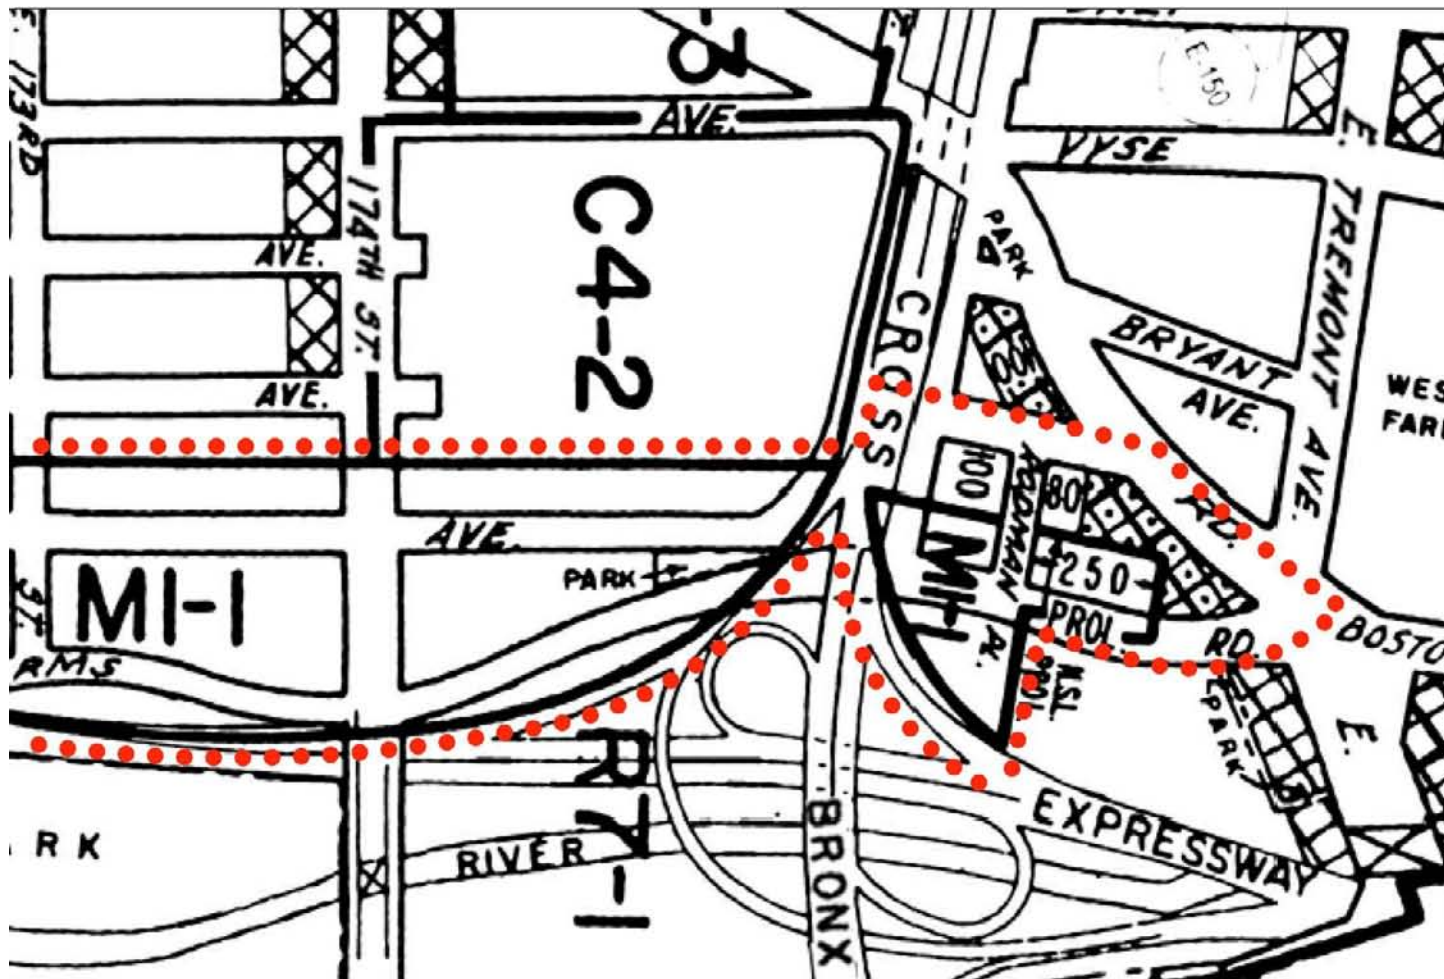 -3
E-150
E. 173RD
AVE.
VYSE
E. TREMONT AVE.
174TH ST.
C4-2
PARK
AVE.
CROSS
BRYANT
AVE.
WES
FAR
AVE.
100
RODMAN
80
RD.
AVE.
M1-1
250
PARK
M1-1
PROL.
PL.
RD.
BOSTO
ST.
RMS
PARK
E.
R7-1
EXPRESSWAY
BRONX
RK
RIVER